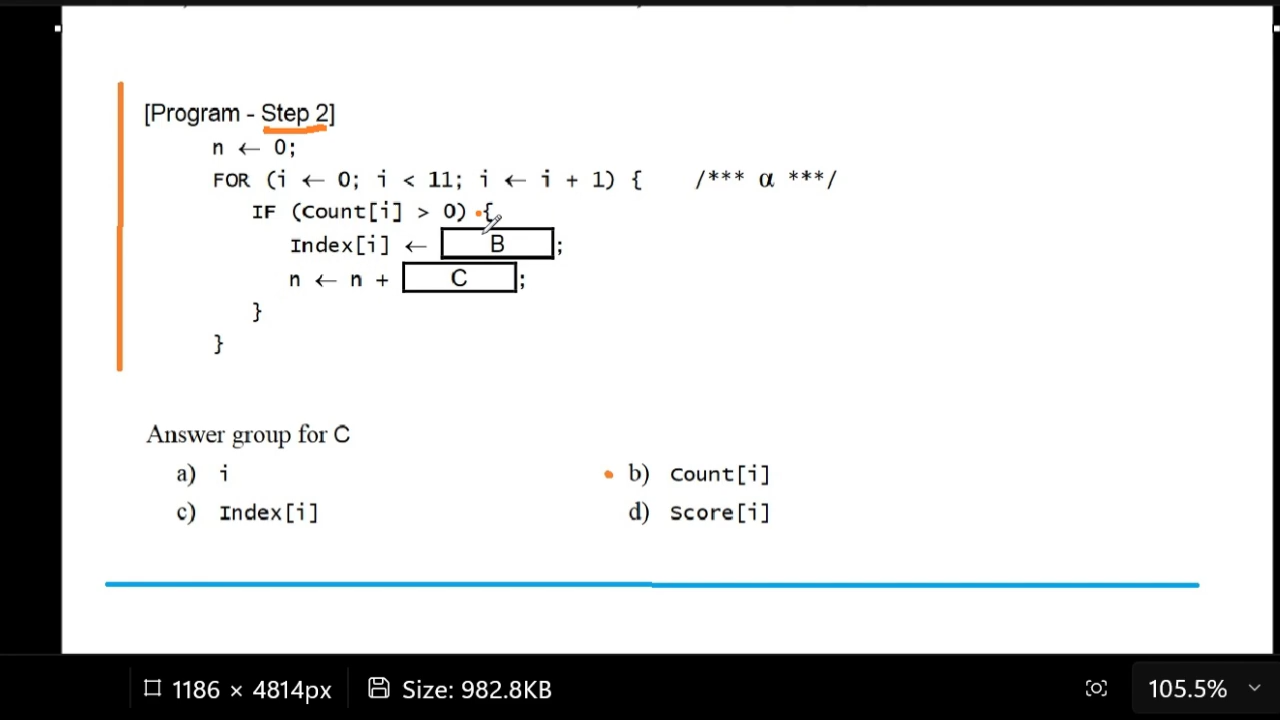 [Program - Step 2]
n ← 0;
FOR (i ← 0; i < 11; i ← i + 1) { /*** α ***/
IF (Count[i] > 0) {
Index[i] ← B ;
n ← n + C ;
}
}
Answer group for C
a) i b) Count[i]
c) Index[i] d) Score[i]
1186 × 4814px Size: 982.8KB 105.5%